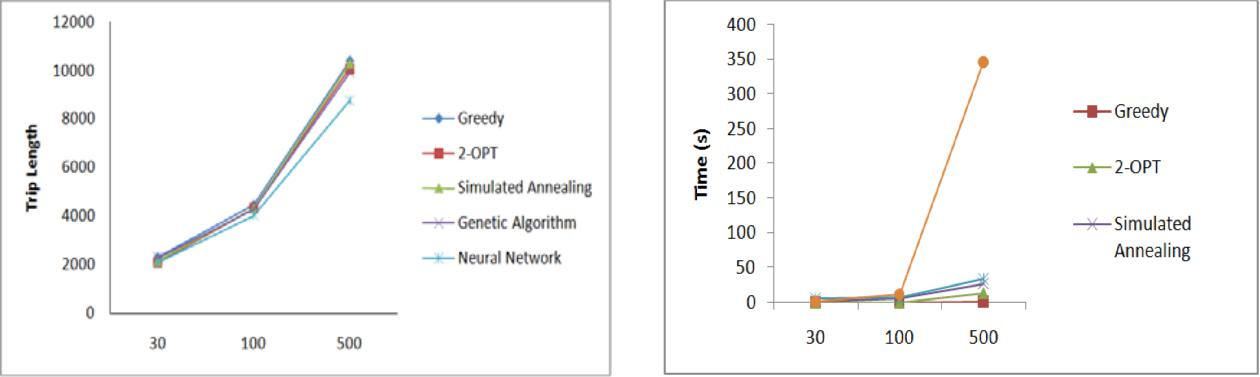 12000
10000
8000
6000
4000
2000
0
Trip Length
30 100 500
Greedy
2-OPT
Simulated Annealing
Genetic Algorithm
Neural Network
400
350
300
250
200
150
100
50
0
Time (s)
30 100 500
Greedy
2-OPT
Simulated
Annealing